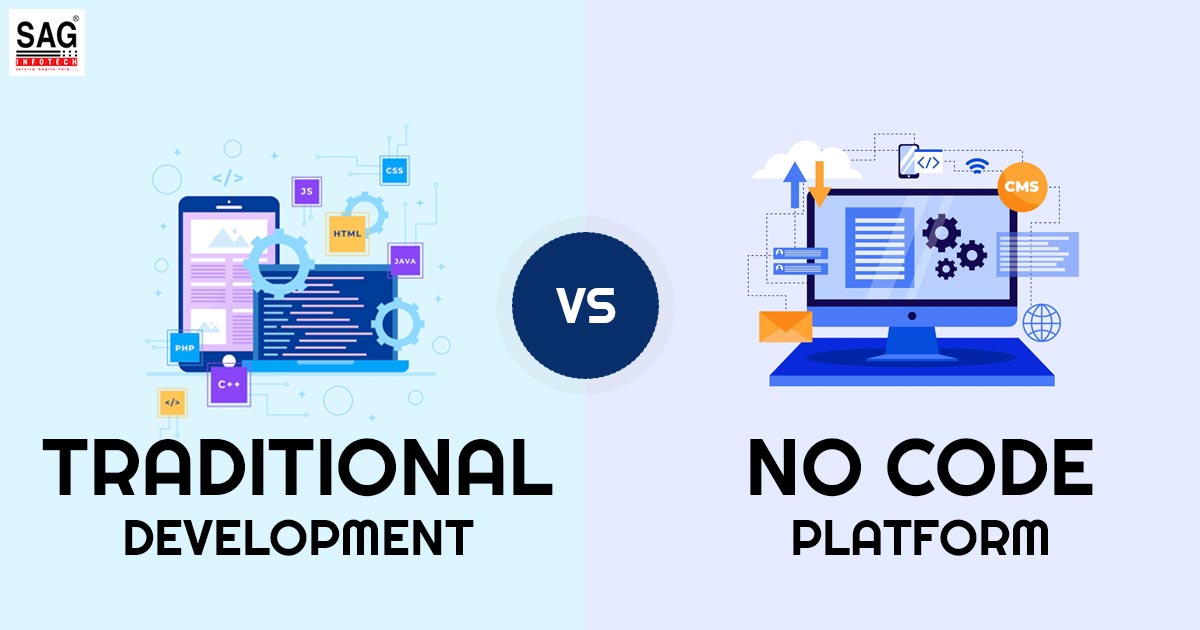 SAG®
INFOTECH
CSS
JS
HTML
JAVA
</>
PHP
C++
</>
VS
</>
CMS
TRADITIONAL
DEVELOPMENT
NO CODE
PLATFORM